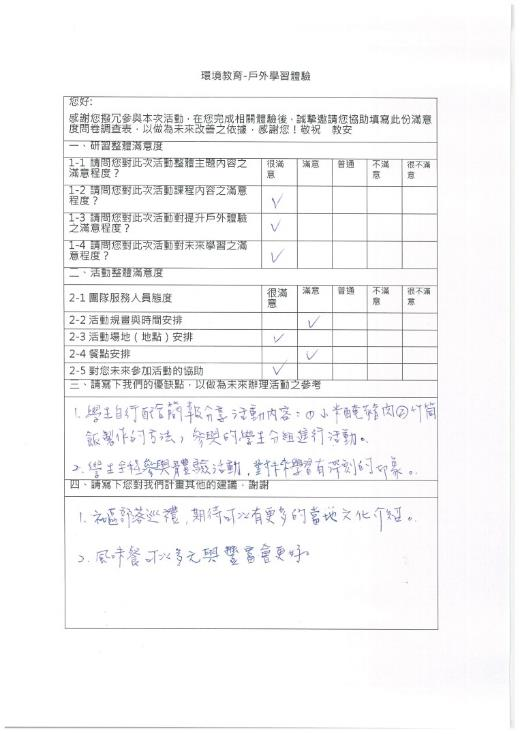 環境教育-戶外學習體驗
您好:
感謝您撥冗參與本次活動，在您完成相關體驗後，誠摯邀請您協助填寫此份滿意
度問卷調查表，以做為未來改善之依據，感謝您！敬祝　教安
一、研習整體滿意度
1-1 請問您對此次活動整體主題內容之
滿意程度？
很滿意 滿意 普通 不滿意 很不滿意
1-2 請問您對此次活動課程內容之滿意
程度？ ✓
1-3 請問您對此次活動對提升戶外體驗
之滿意程度？ ✓
1-4 請問您對此次活動對未來學習之滿
意程度？ ✓
二、活動整體滿意度
2-1 團隊服務人員態度 很滿意 滿意 普通 不滿意 很不滿意
2-2 活動規畫與時間安排 ✓
2-3 活動場地（地點）安排 ✓
2-4 餐點安排 ✓
2-5 對您未來參加活動的協助 ✓
三、請寫下我們的優缺點，以做為未來辦理活動之參考
1. 學生自行配合簡報分享活動內容：①小米醃豬肉②竹筒
飯製作的方法，參與的學生分組進行活動。
2. 學生全程參與體驗活動，對學習有深刻的印象。
四、請寫下您對我們計畫其他的建議，謝謝
1. 社區部落巡禮，期待可以有更多的當地文化介紹。
2. 風味餐可以多元與豐富會更好。